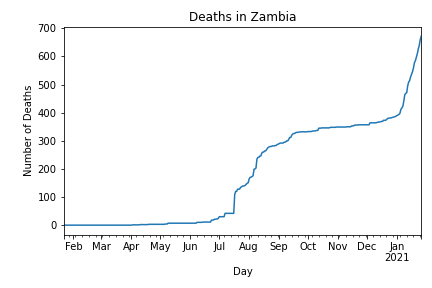 Deaths in Zambia
700
600
500
400
300
200
100
0
Number of Deaths
Feb Mar Apr May Jun Jul Aug Sep Oct Nov Dec Jan
2021
Day